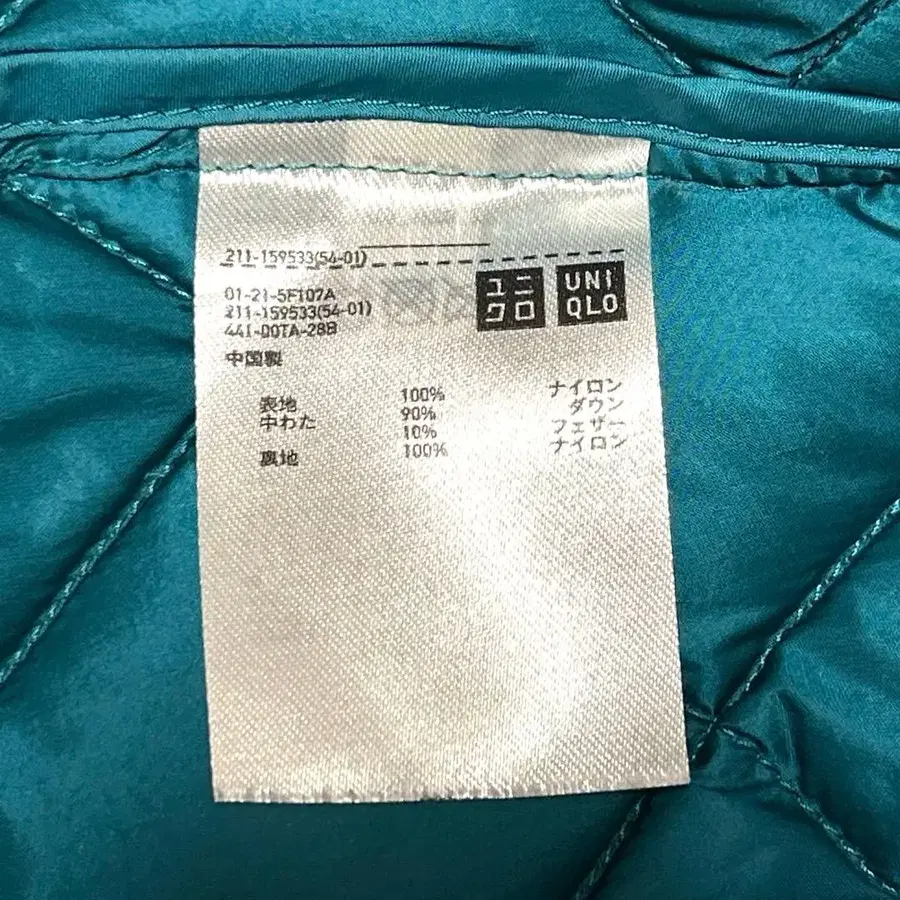 211-159533(54-01)
01-21-5F107A
211-159533(54-01)
441-00TA-28B
中国製
ユニ
クロ
UNI
QLO
表地 100% ナイロン
中わた 90% ダウン
10% フェザー
裏地 100% ナイロン